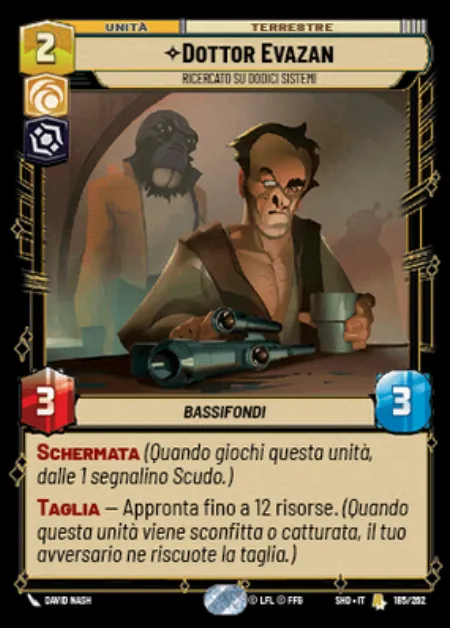 2
UNITÀ
TERRESTRE
DOTTOR EVAZAN
RICERCATO SU DODICI SISTEMI
3
BASSIFONDI
3
SCHERMATA (Quando giochi questa unità,
dalle 1 segnalino Scudo.)
TAGLIA – Appronta fino a 12 risorse. (Quando
questa unità viene sconfitta o catturata, il tuo
avversario ne riscuote la taglia.)
DAVID NASH
© LFL © FFG
SHD • IT
185/262